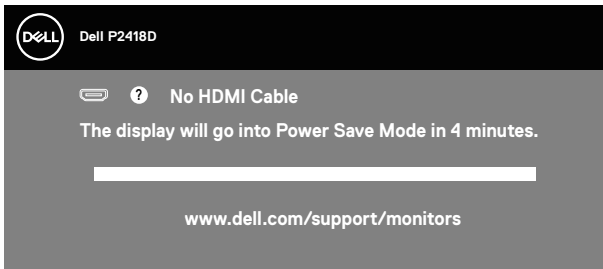 DELL
Dell P2418D
? No HDMI Cable
The display will go into Power Save Mode in 4 minutes.
www.dell.com/support/monitors